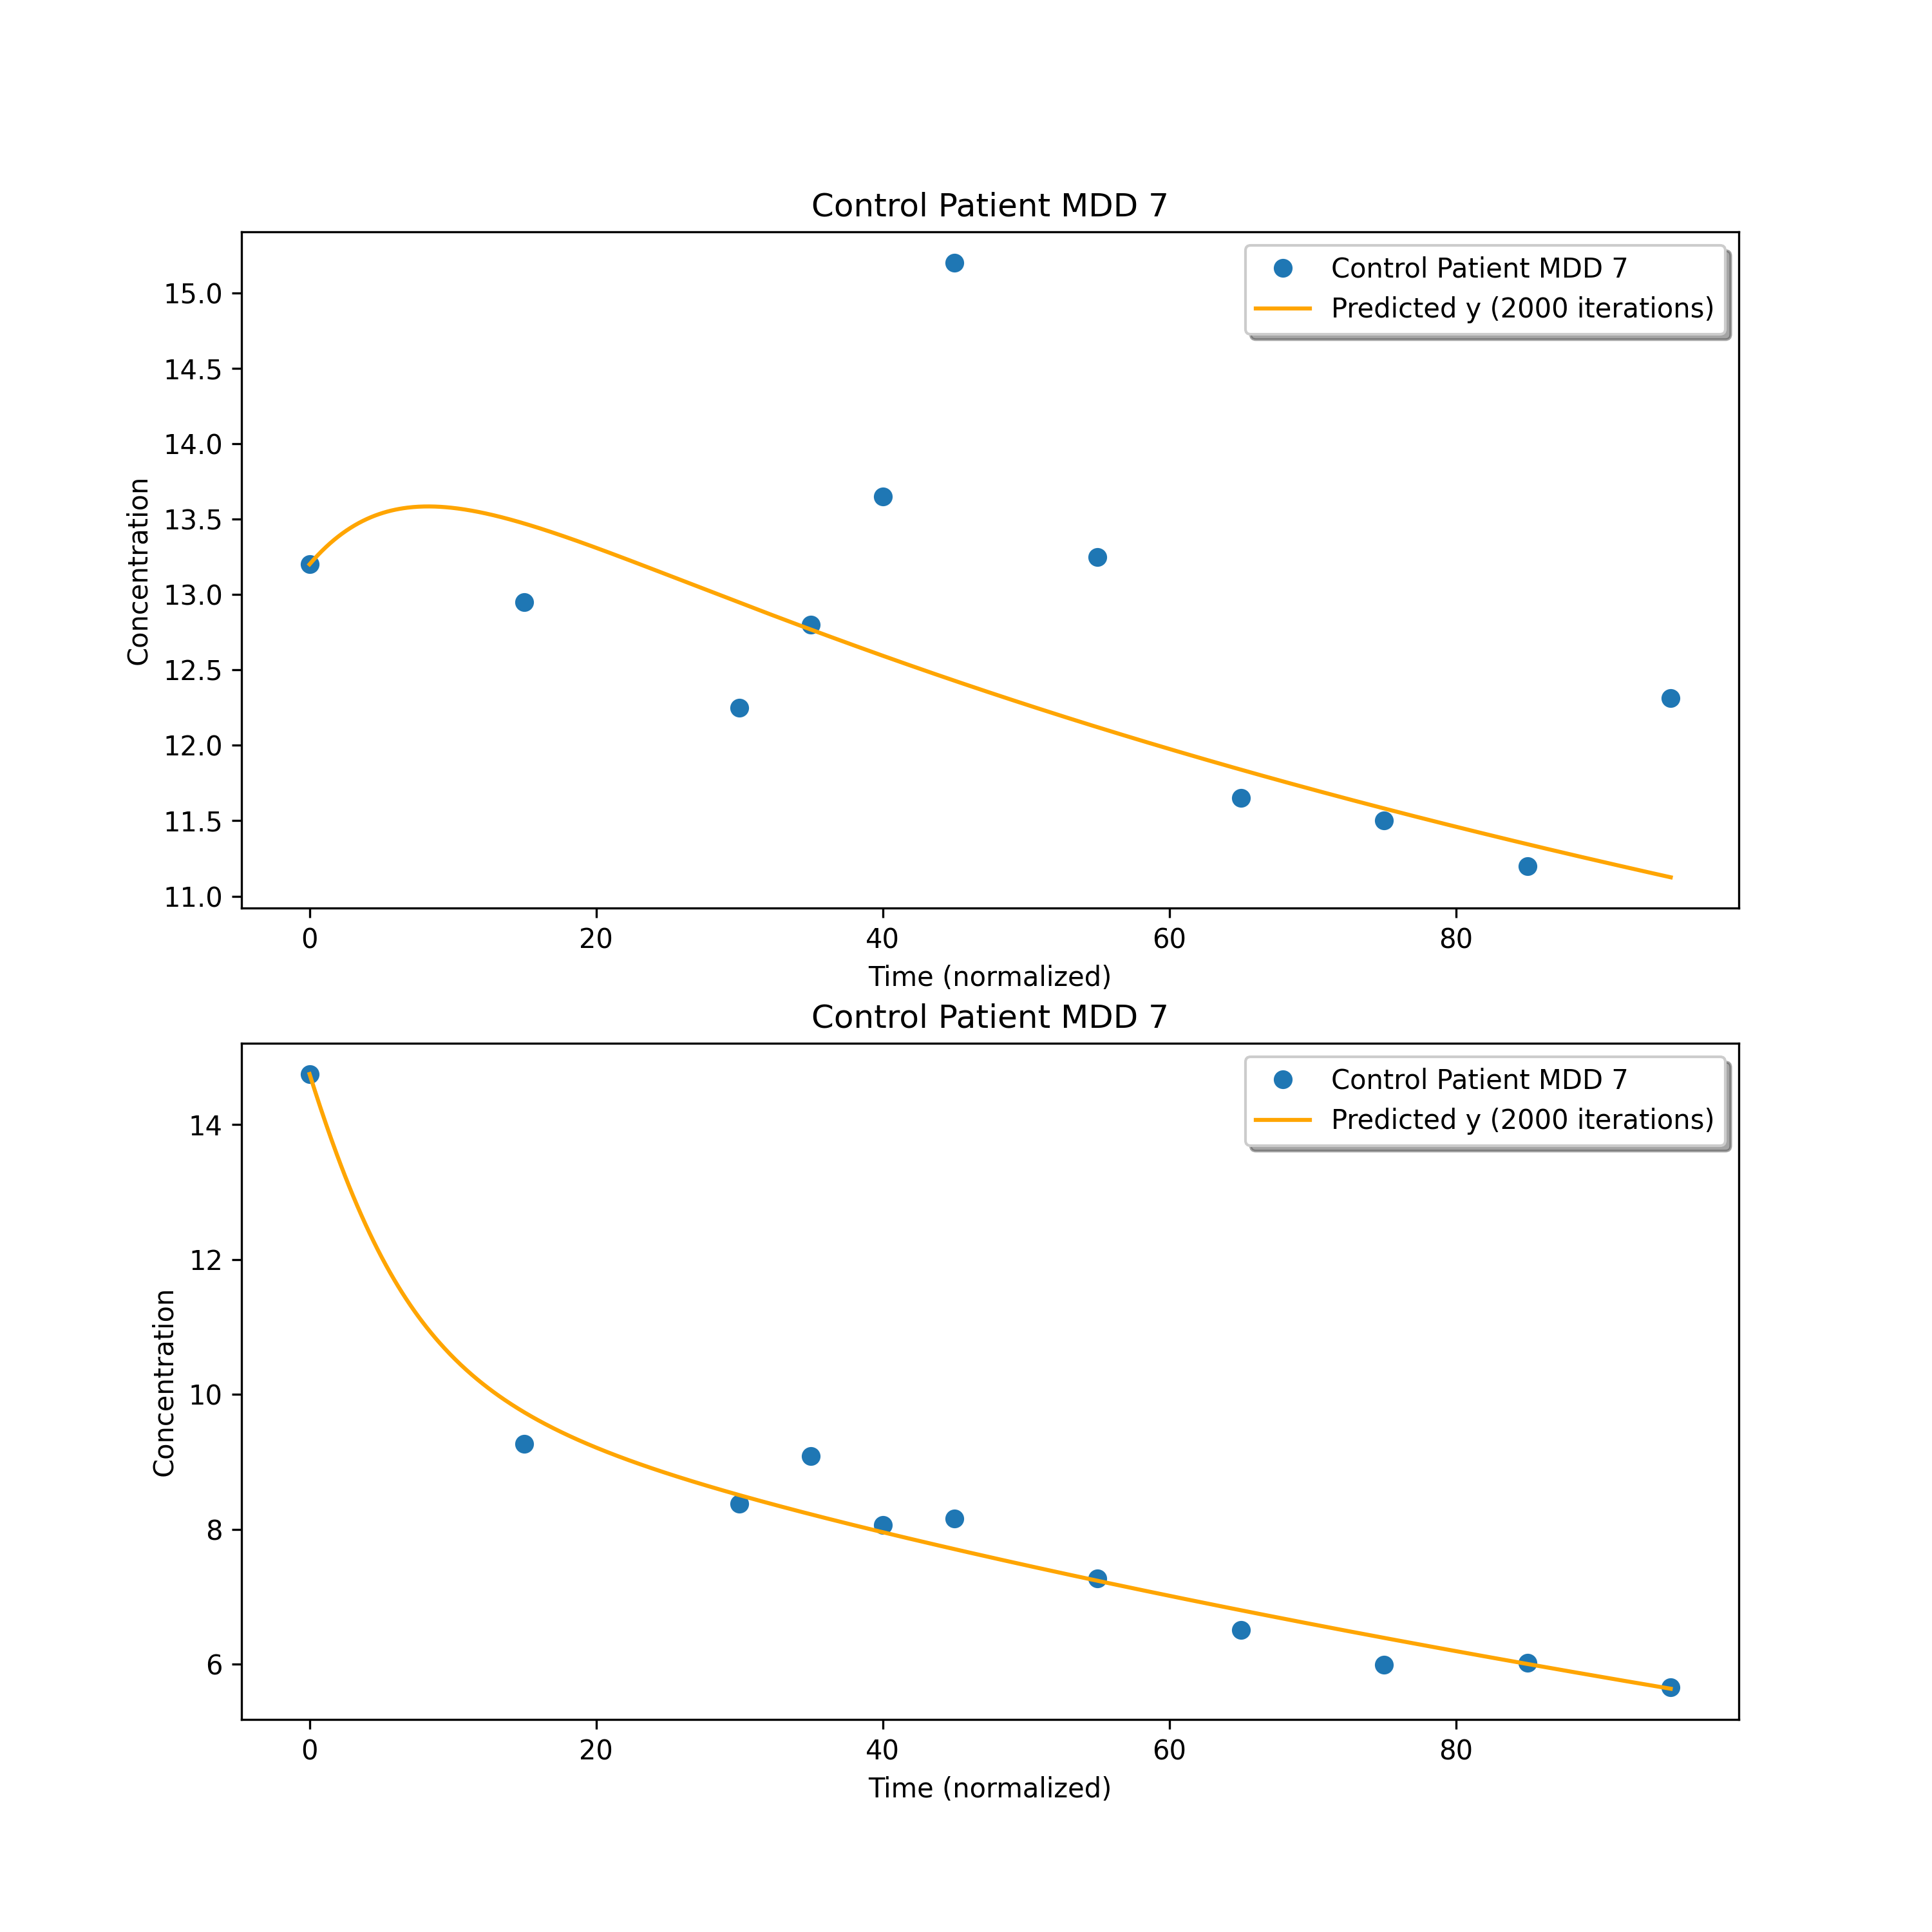 Control Patient MDD 7
Control Patient MDD 7
Predicted y (2000 iterations)
Concentration
15.0
14.5
14.0
13.5
13.0
12.5
12.0
11.5
11.0
0 20 40 60 80
Time (normalized)
Control Patient MDD 7
Control Patient MDD 7
Predicted y (2000 iterations)
Concentration
14
12
10
8
6
0 20 40 60 80
Time (normalized)